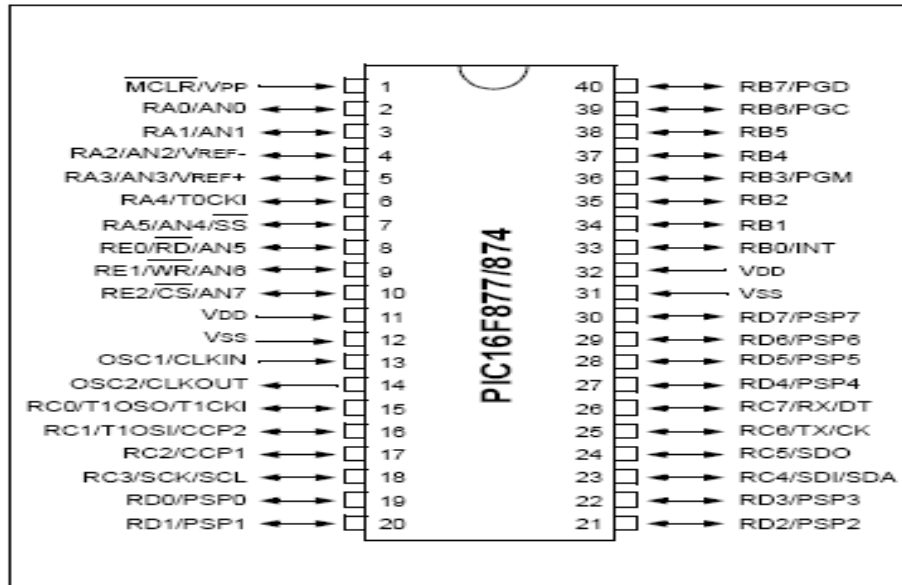 MCLR/VPP 1 40 RB7/PGD
RA0/AN0 2 39 RB6/PGC
RA1/AN1 3 38 RB5
RA2/AN2/VREF- 4 37 RB4
RA3/AN3/VREF+ 5 36 RB3/PGM
RA4/T0CKI 6 35 RB2
RA5/AN4/SS 7 34 RB1
RE0/RD/AN5 8 33 RB0/INT
RE1/WR/AN6 9 32 VDD
RE2/CS/AN7 10 31 VSS
VDD 11 30 RD7/PSP7
VSS 12 29 RD6/PSP6
OSC1/CLKIN 13 28 RD5/PSP5
OSC2/CLKOUT 14 27 RD4/PSP4
RC0/T1OSO/T1CKI 15 26 RC7/RX/DT
RC1/T1OSI/CCP2 16 25 RC6/TX/CK
RC2/CCP1 17 24 RC5/SDO
RC3/SCK/SCL 18 23 RC4/SDI/SDA
RD0/PSP0 19 22 RD3/PSP3
RD1/PSP1 20 21 RD2/PSP2
PIC16F877/874